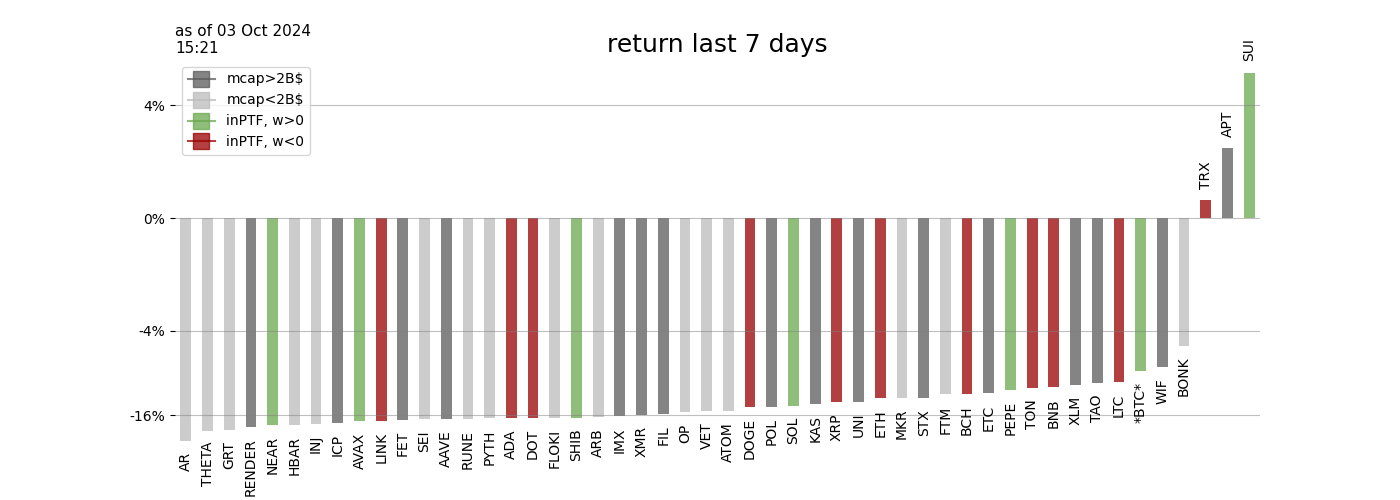 as of 03 Oct 2024
15:21
return last 7 days
mcap>2B$
mcap<2B$
inPTF, w>0
inPTF, w<0
4%
0%
-4%
-16%
AR
THETA
GRT
RENDER
NEAR
HBAR
INJ
ICP
AVAX
LINK
FET
SEI
AAVE
RUNE
PYTH
ADA
DOT
FLOKI
SHIB
ARB
IMX
XMR
FIL
OP
VET
ATOM
DOGE
POL
SOL
KAS
XRP
UNI
ETH
MKR
STX
FTM
BCH
ETC
PEPE
TON
BNB
XLM
TAO
LTC
*BTC*
WIF
BONK
TRX
APT
SUI